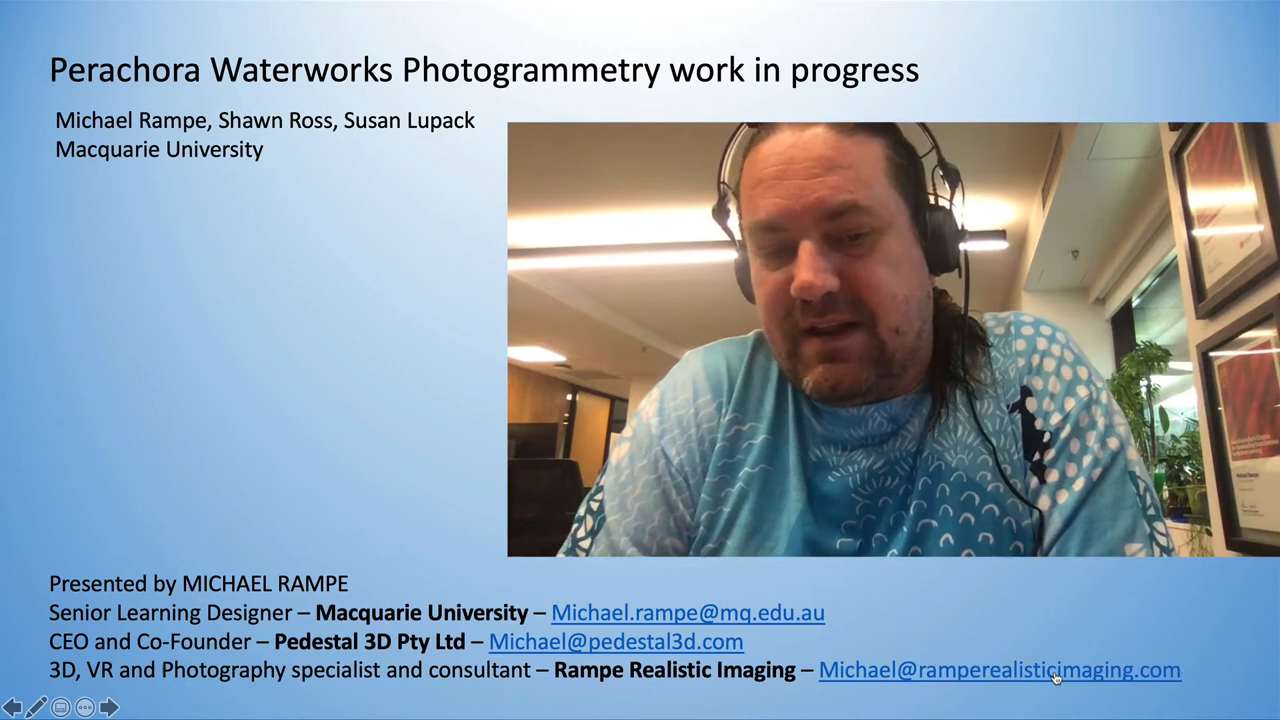 Perachora Waterworks Photogrammetry work in progress
Michael Rampe, Shawn Ross, Susan Lupack
Macquarie University
Presented by MICHAEL RAMPE
Senior Learning Designer – Macquarie University – Michael.rampe@mq.edu.au
CEO and Co-Founder – Pedestal 3D Pty Ltd – Michael@pedestal3d.com
3D, VR and Photography specialist and consultant – Rampe Realistic Imaging – Michael@ramperealisticimaging.com